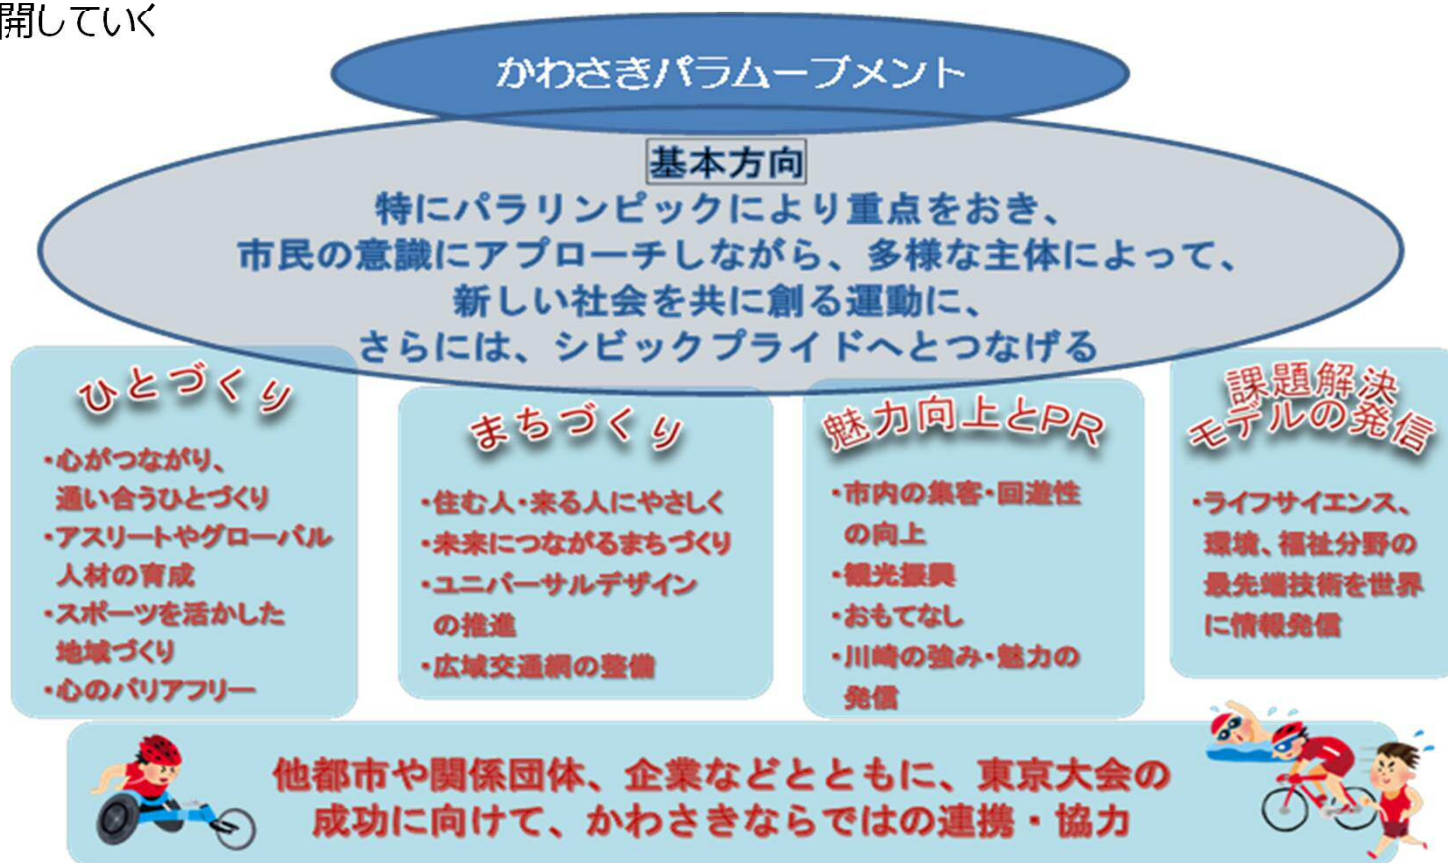 開していく
かわさきパラムーブメント
基本方向
特にパラリンピックにより重点をおき、
市民の意識にアプローチしながら、多様な主体によって、
新しい社会を共に創る運動に、
さらには、シビックプライドへとつなげる
ひとづくり
・心がつながり、
通い合うひとづくり
・アスリートやグローバル
人材の育成
・スポーツを活かした
地域づくり
・心のバリアフリー
まちづくり
・住む人・来る人にやさしく
・未来につながるまちづくり
・ユニバーサルデザイン
の推進
・広域交通網の整備
魅力向上とPR
・市内の集客・回遊性
の向上
・観光振興
・おもてなし
・川崎の強み・魅力の
発信
課題解決
モデルの発信
・ライフサイエンス、
環境、福祉分野の
最先端技術を世界
に情報発信
他都市や関係団体、企業などとともに、東京大会の
成功に向けて、かわさきならではの連携・協力